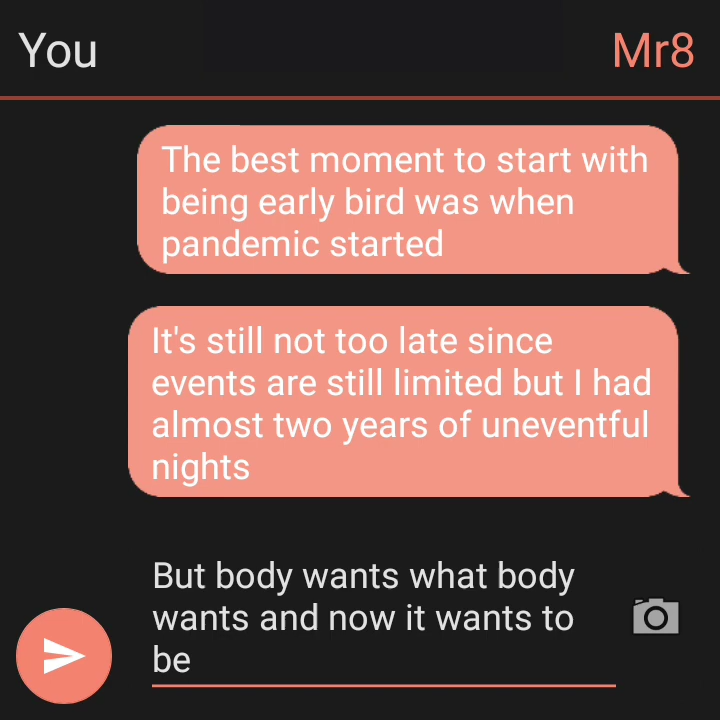 You
Mr8
The best moment to start with
being early bird was when
pandemic started
It's still not too late since
events are still limited but I had
almost two years of uneventful
nights
But body wants what body
wants and now it wants to
be